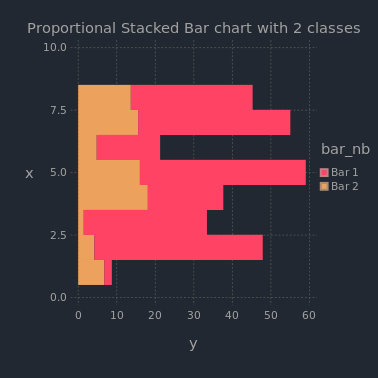 Proportional Stacked Bar chart with 2 classes
10.0
7.5
5.0
2.5
0.0
x
0 10 20 30 40 50 60
y
bar_nb
Bar 1
Bar 2